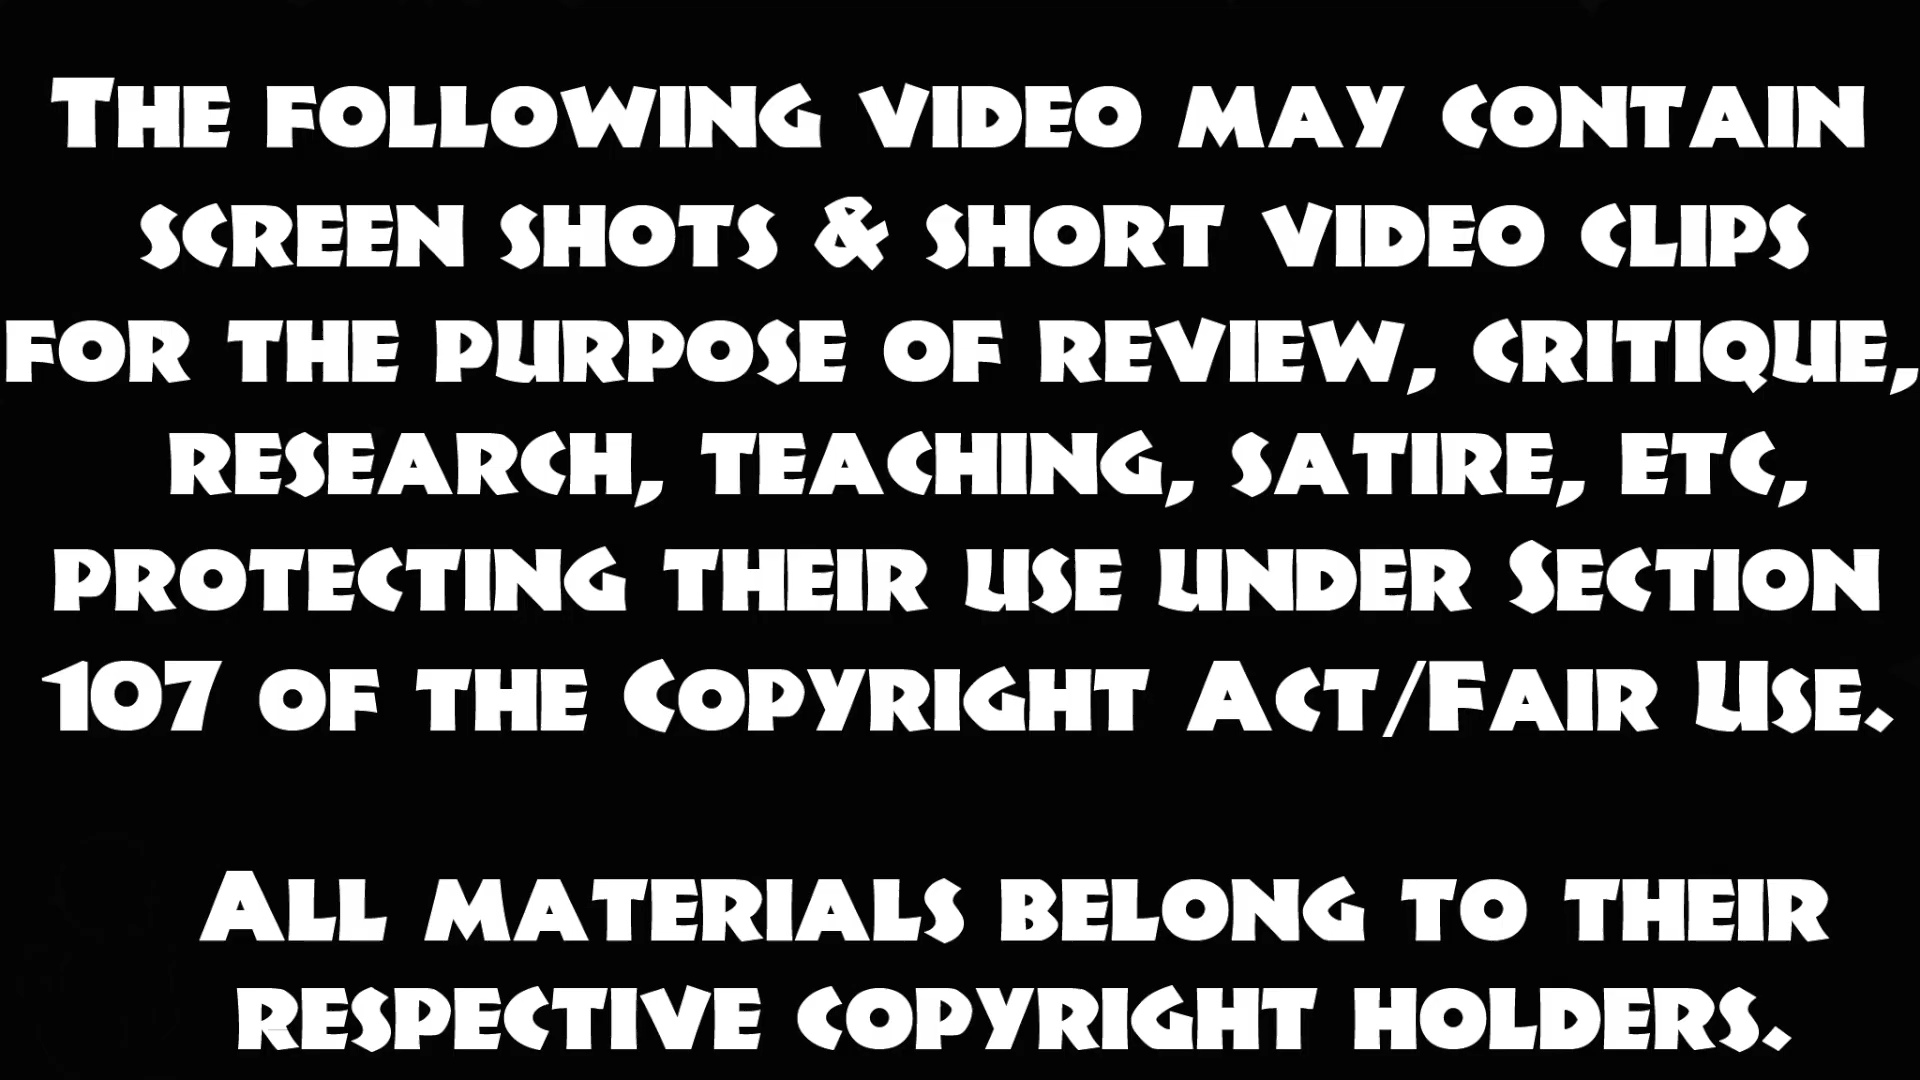 The following video may contain
screen shots & short video clips
for the purpose of review, critique,
research, teaching, satire, etc,
protecting their use under Section
107 of the Copyright Act/Fair Use.
All materials belong to their
respective copyright holders.